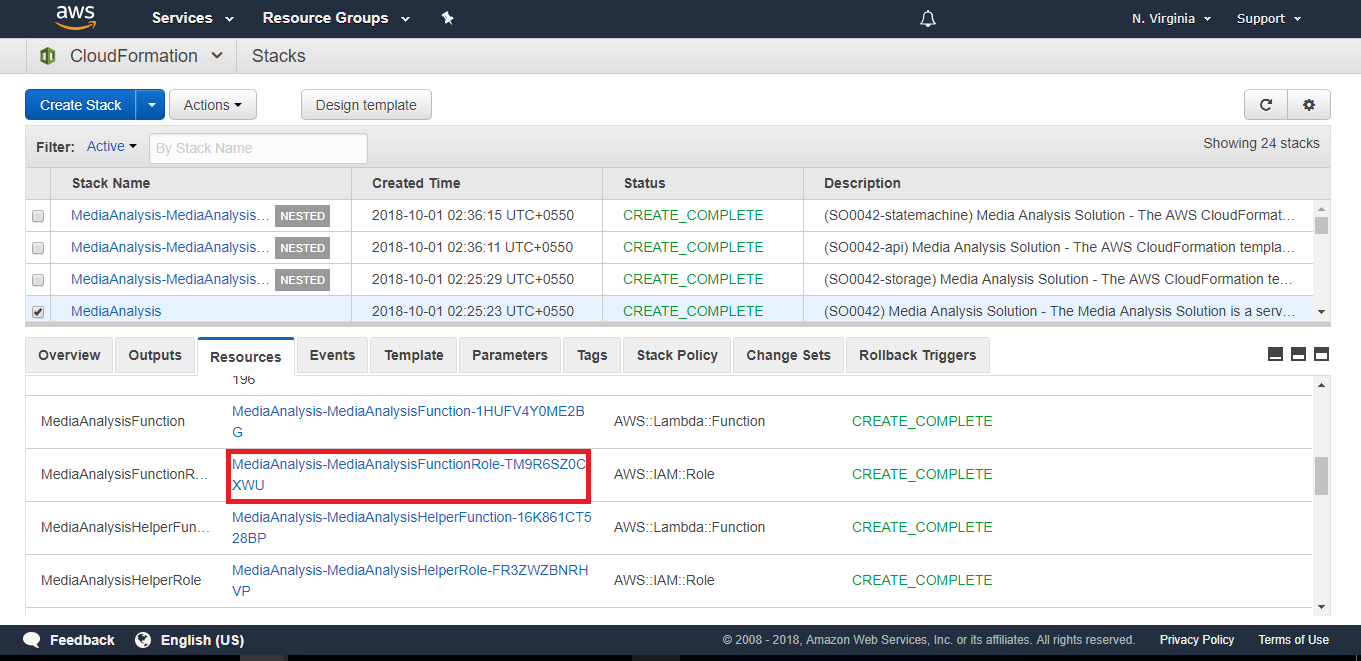 aws Services Resource Groups N. Virginia Support
CloudFormation Stacks
Create Stack Actions Design template
Filter: Active By Stack Name Showing 24 stacks
Stack Name Created Time Status Description
MediaAnalysis-MediaAnalysis... NESTED 2018-10-01 02:36:15 UTC+0550 CREATE_COMPLETE (SO0042-statemachine) Media Analysis Solution - The AWS CloudFormat...
MediaAnalysis-MediaAnalysis... NESTED 2018-10-01 02:36:11 UTC+0550 CREATE_COMPLETE (SO0042-api) Media Analysis Solution - The AWS CloudFormation templa...
MediaAnalysis-MediaAnalysis... NESTED 2018-10-01 02:25:29 UTC+0550 CREATE_COMPLETE (SO0042-storage) Media Analysis Solution - The AWS CloudFormation te...
MediaAnalysis 2018-10-01 02:25:23 UTC+0550 CREATE_COMPLETE (SO0042) Media Analysis Solution - The Media Analysis Solution is a serv...
Overview Outputs Resources Events Template Parameters Tags Stack Policy Change Sets Rollback Triggers
196
MediaAnalysisFunction MediaAnalysis-MediaAnalysisFunction-1HUFV4Y0ME2B AWS::Lambda::Function CREATE_COMPLETE
G
MediaAnalysisFunctionR... MediaAnalysis-MediaAnalysisFunctionRole-TM9R6SZ0C AWS::IAM::Role CREATE_COMPLETE
XWU
MediaAnalysisHelperFun... MediaAnalysis-MediaAnalysisHelperFunction-16K861CT5 AWS::Lambda::Function CREATE_COMPLETE
28BP
MediaAnalysisHelperRole MediaAnalysis-MediaAnalysisHelperRole-FR3ZWZBNRH AWS::IAM::Role CREATE_COMPLETE
VP
Feedback English (US) © 2008 - 2018, Amazon Web Services, Inc. or its affiliates. All rights reserved. Privacy Policy Terms of Use